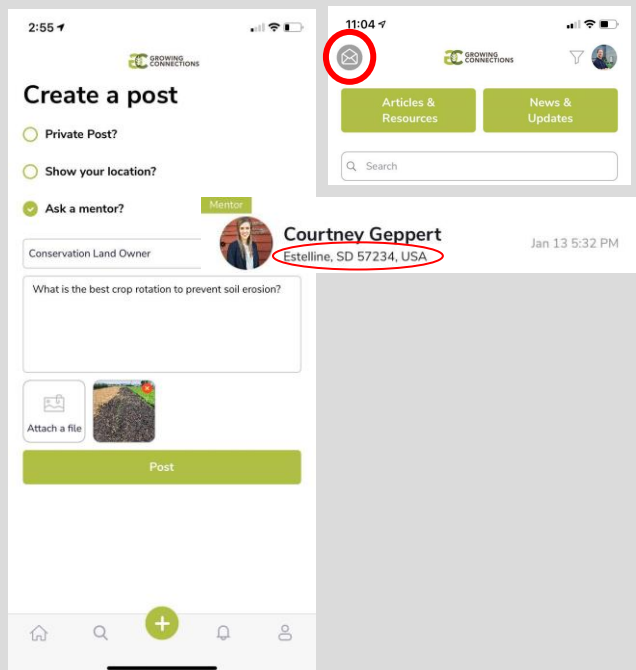 2:55
GROWING
CONNECTIONS
Create a post
Private Post?
Show your location?
Ask a mentor?
Conservation Land Owner
What is the best crop rotation to prevent soil erosion?
Attach a file
Post
11:04
GROWING
CONNECTIONS
Articles &
Resources
News &
Updates
Search
Mentor
Courtney Geppert
Estelline, SD 57234, USA
Jan 13 5:32 PM